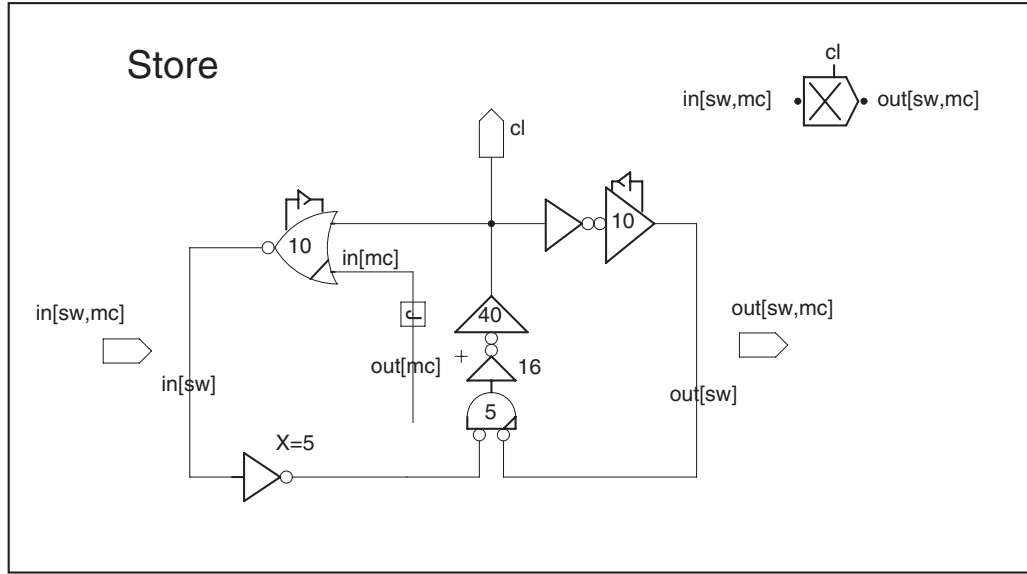 Store
cl
in[sw,mc]
out[sw,mc]
cl
10
10
in[mc]
in[sw,mc]
40
out[sw,mc]
+
out[mc]
16
in[sw]
out[sw]
5
X=5